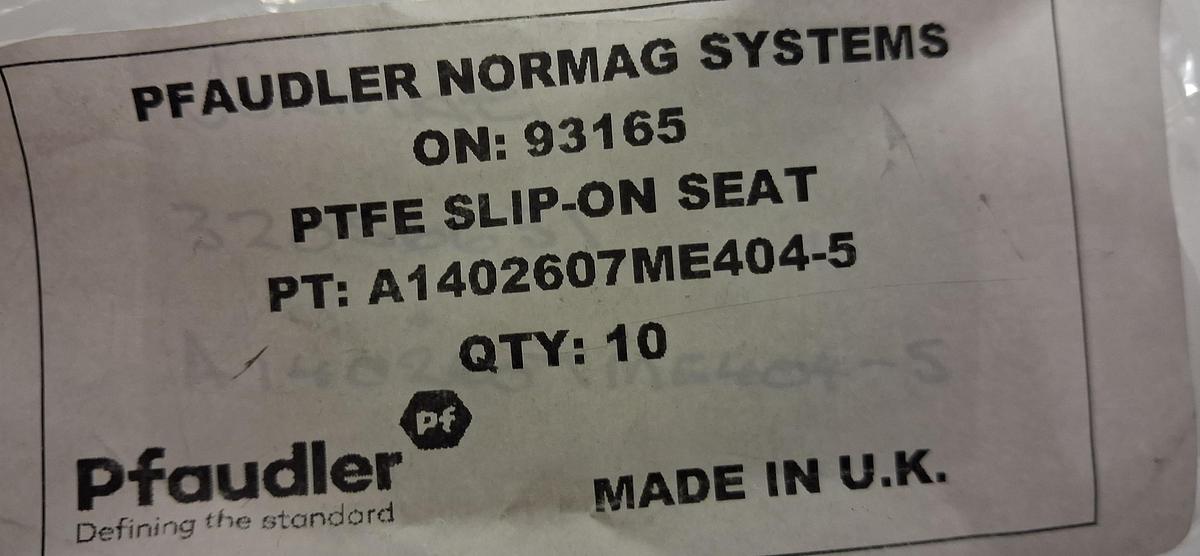 PFAUDLER NORMAG SYSTEMS
ON: 93165
PTFE SLIP-ON SEAT
PT: A1402607ME404-5
QTY: 10
Pf
Pfaudler
Defining the standard
MADE IN U.K.